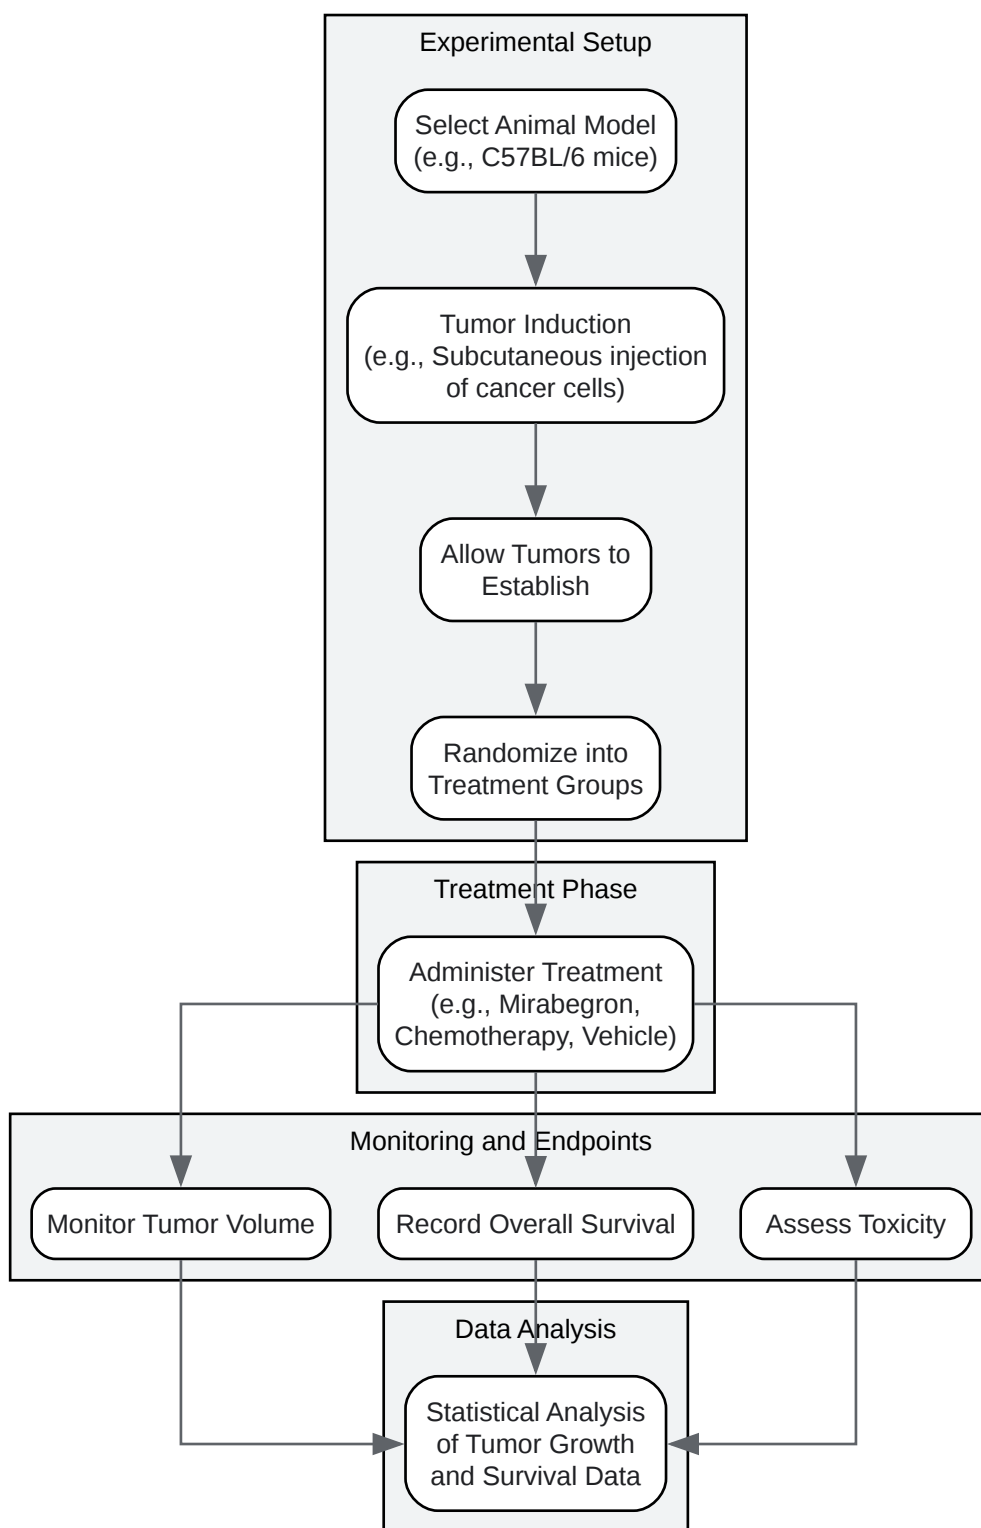 Experimental Setup
Select Animal Model
(e.g., C57BL/6 mice)
Tumor Induction
(e.g., Subcutaneous injection
of cancer cells)
Allow Tumors to
Establish
Randomize into
Treatment Groups
Treatment Phase
Administer Treatment
(e.g., Mirabegron,
Chemotherapy, Vehicle)
Monitoring and Endpoints
Monitor Tumor Volume
Record Overall Survival
Assess Toxicity
Data Analysis
Statistical Analysis
of Tumor Growth
and Survival Data